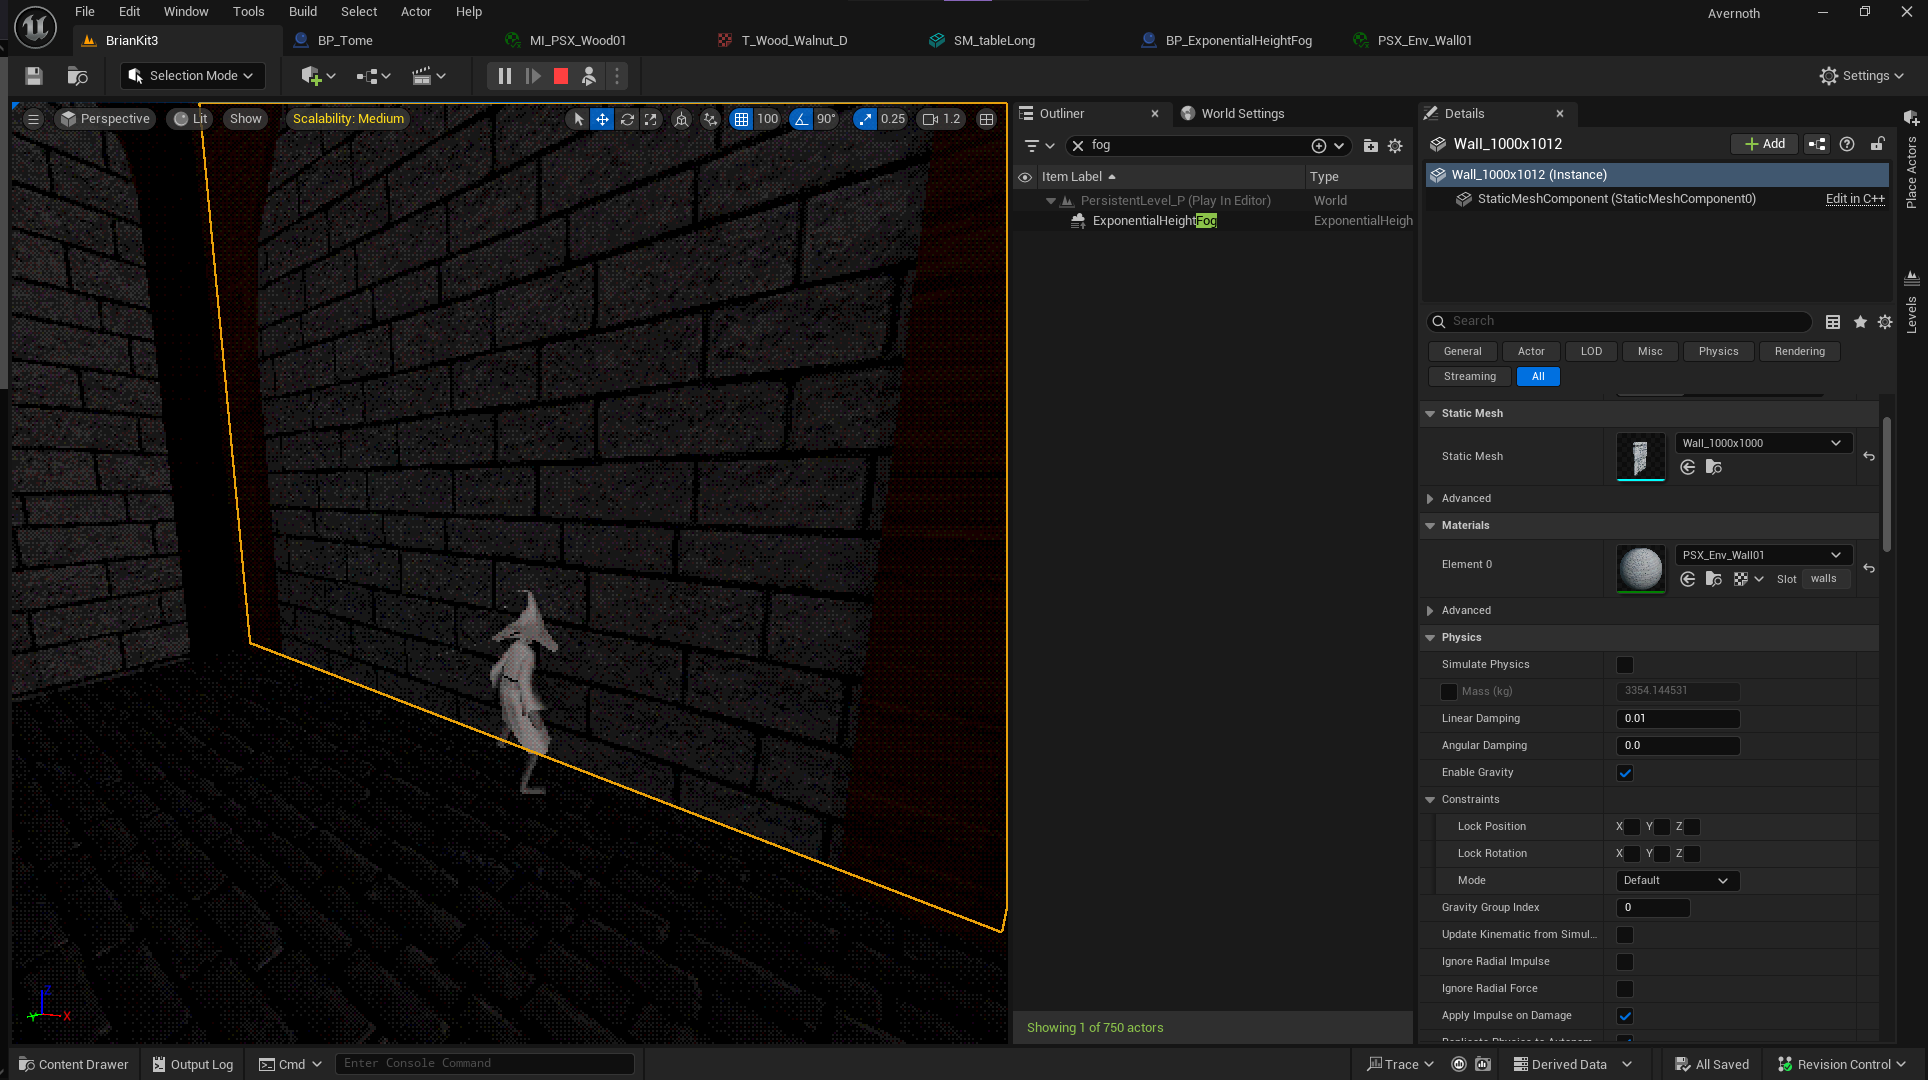 File Edit Window Tools Build Select Actor Help
Avernoth
BrianKit3 BP_Tome MI_PSX_Wood01 T_Wood_Walnut_D SM_tableLong BP_ExponentialHeightFog PSX_Env_Wall01
Selection Mode
Settings
Perspective Lit Show Scalability: Medium 100 90° 0.25 1.2
Outliner World Settings
fog
Item Label Type
PersistentLevel_P (Play In Editor) World
ExponentialHeightFog ExponentialHeigh
Showing 1 of 750 actors
Details
Wall_1000x1012 Add
Wall_1000x1012 (Instance)
StaticMeshComponent (StaticMeshComponent0) Edit in C++
Search
General Actor LOD Misc Physics Rendering
Streaming All
Static Mesh
Static Mesh Wall_1000x1000
Advanced
Materials
Element 0 PSX_Env_Wall01
Slot walls
Advanced
Physics
Simulate Physics
Mass (kg) 3354.144531
Linear Damping 0.01
Angular Damping 0.0
Enable Gravity
Constraints
Lock Position X Y Z
Lock Rotation X Y Z
Mode Default
Gravity Group Index 0
Update Kinematic from Simul...
Ignore Radial Impulse
Ignore Radial Force
Apply Impulse on Damage
Place Actors
Levels
Z
Y X
Content Drawer Output Log Cmd Enter Console Command Trace Derived Data All Saved Revision Control